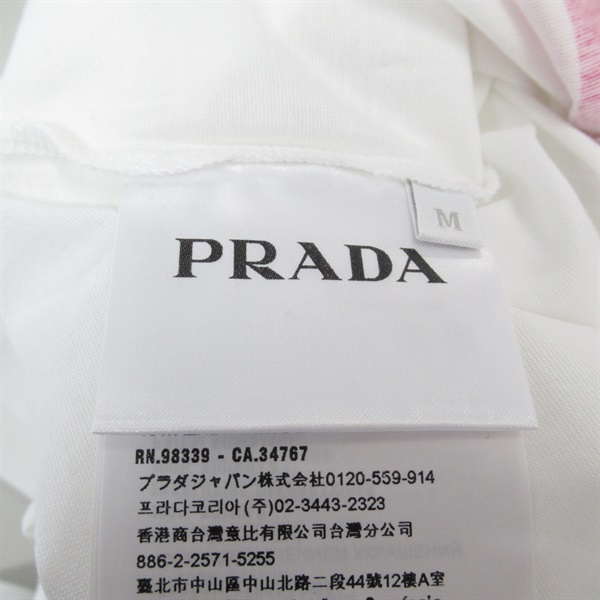 M
PRADA
RN.98339 - CA.34767
プラダジャパン株式会社0120-559-914
프라다코리아 (주)02-3443-2323
香港商台灣意比有限公司台灣分公司
886-2-2571-5255
臺北市中山區中山北路二段44號12樓A室